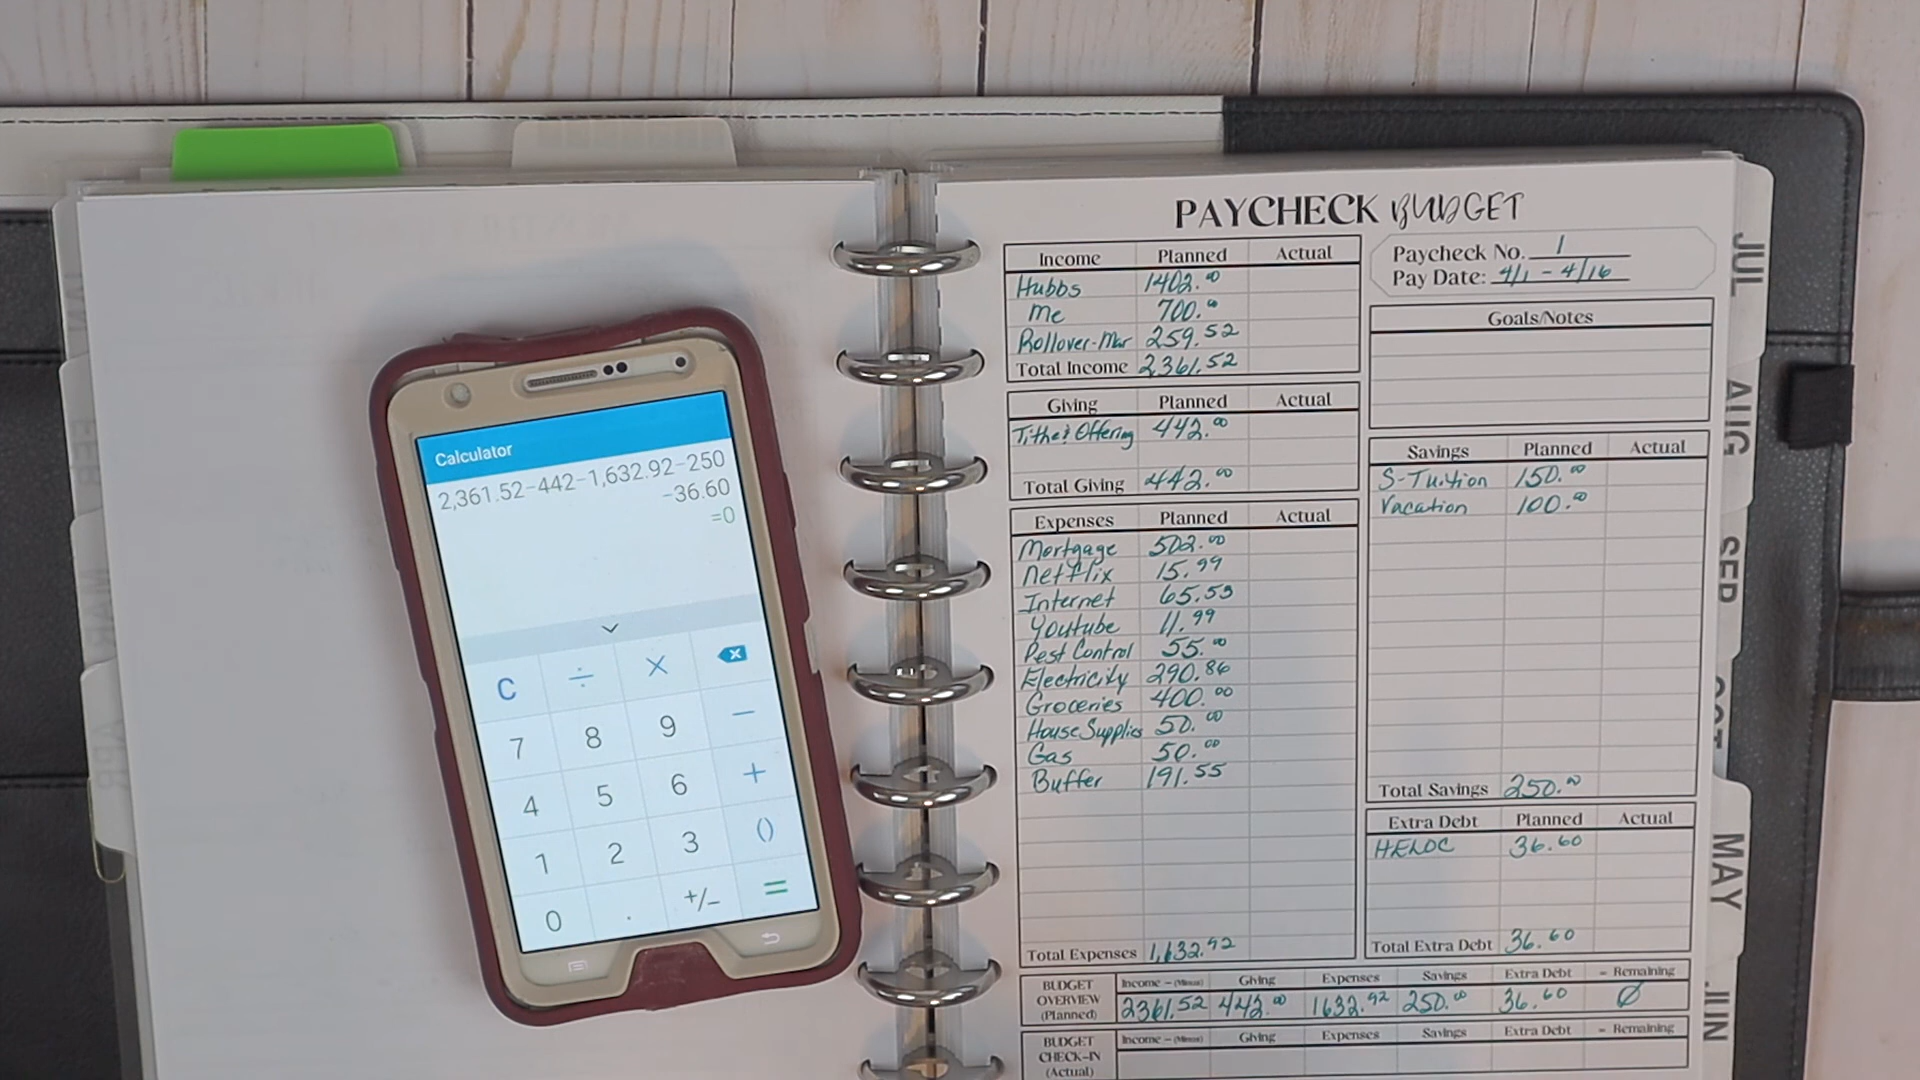 Calculator
2,361.52−442−1,632.92−250
−36.60
=0
C ÷ ×
7 8 9 −
4 5 6 +
1 2 3 ()
0 . +/− =
PAYCHECK BUDGET
Paycheck No. 1
Pay Date: 4/1 - 4/16
Income Planned Actual
Hubbs 1402.00
Me 700.00
Rollover-Mar 259.52
Total Income 2,361.52
Giving Planned Actual
Tithe & Offering 442.00
Total Giving 442.00
Expenses Planned Actual
Mortgage 502.00
Netflix 15.99
Internet 65.53
Youtube 11.99
Pest Control 55.00
Electricity 290.86
Groceries 400.00
House Supplies 50.00
Gas 50.00
Buffer 191.55
Total Expenses 1,632.92
Goals/Notes
Savings Planned Actual
S-Tuition 150.00
Vacation 100.00
Total Savings 250.00
Extra Debt Planned Actual
HELOC 36.60
Total Extra Debt 36.60
BUDGET OVERVIEW (Planned)
Income - (Minus) Giving Expenses Savings Extra Debt = Remaining
2361.52 442.00 1632.92 250.00 36.60 Ø
BUDGET CHECK-IN (Actual)
Income - (Minus) Giving Expenses Savings Extra Debt = Remaining
JUL
AUG
SEP
OCT
MAY
JUN